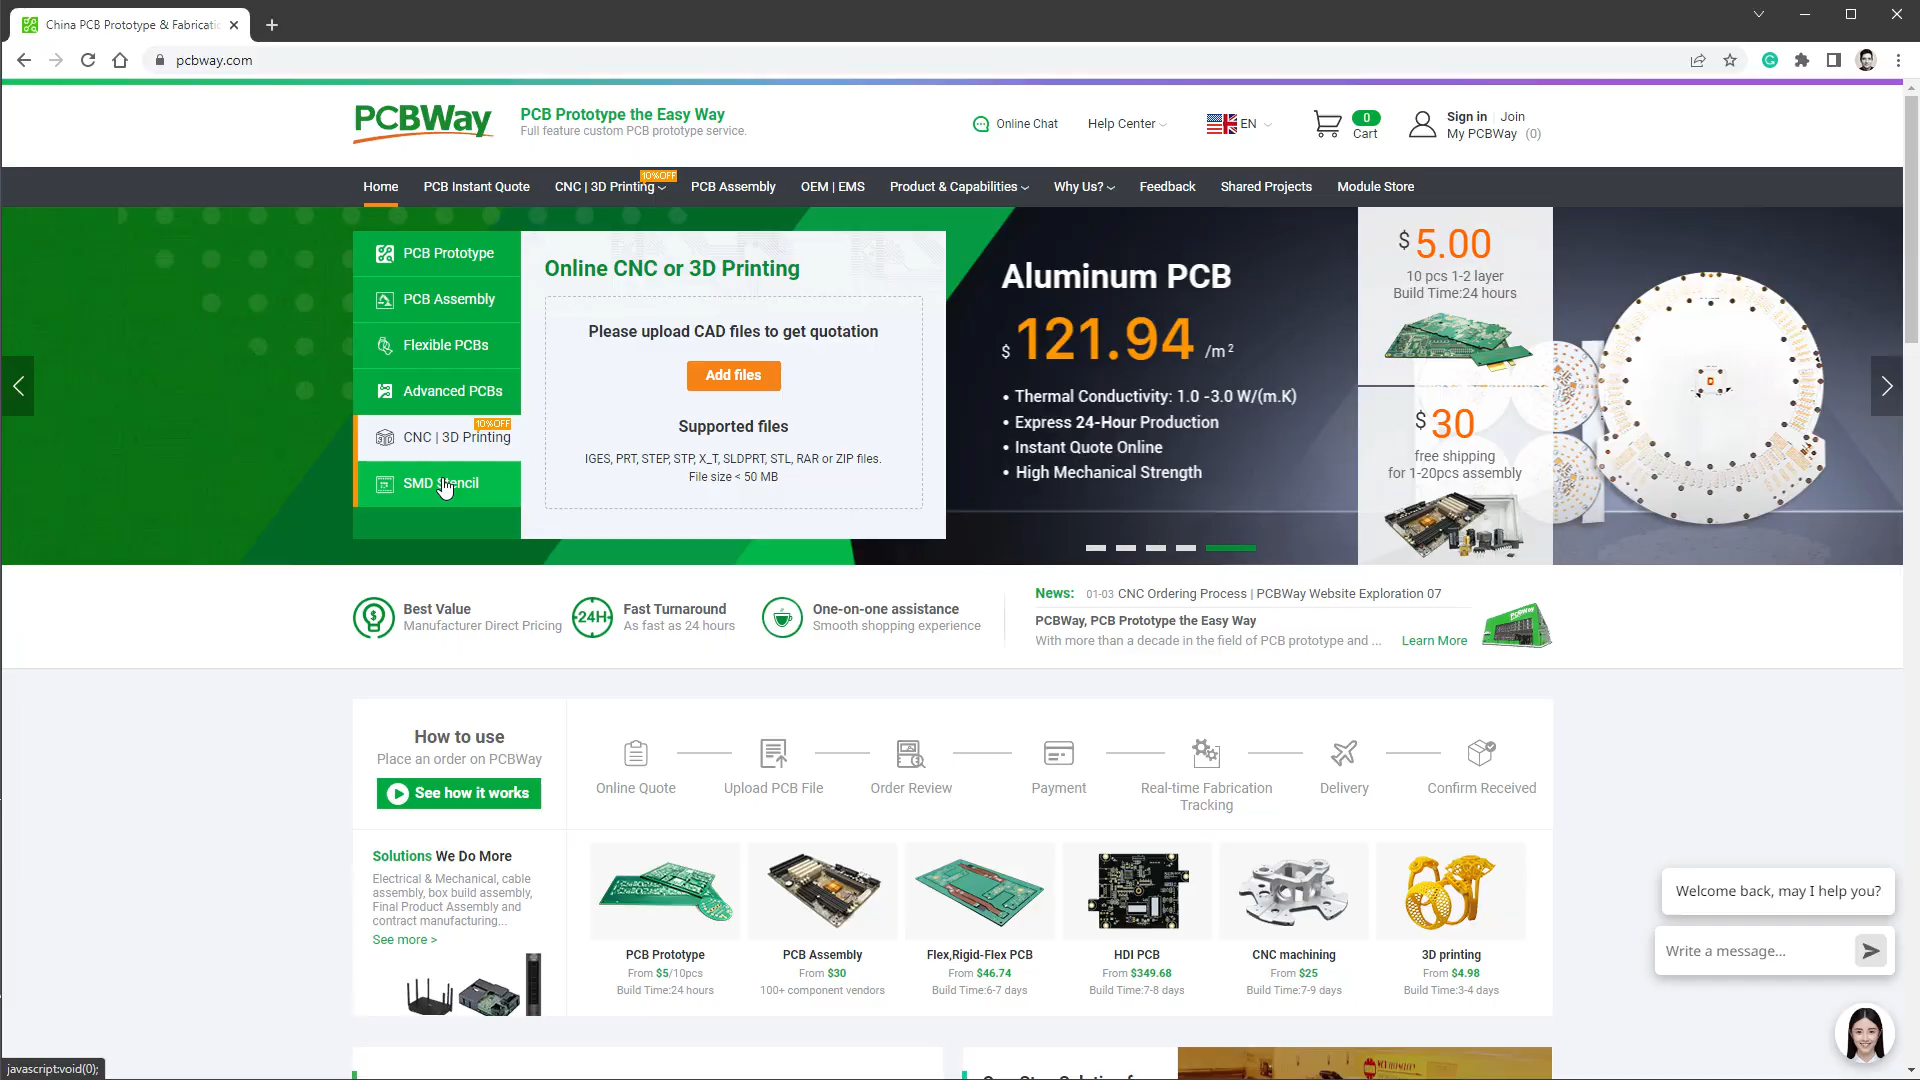 China PCB Prototype & Fabricati
pcbway.com
PCBWay
PCB Prototype the Easy Way
Full feature custom PCB prototype service.
Online Chat
Help Center
EN
0
Cart
Sign in | Join
My PCBWay (0)
10%OFF
Home
PCB Instant Quote
CNC | 3D Printing
PCB Assembly
OEM | EMS
Product & Capabilities
Why Us?
Feedback
Shared Projects
Module Store
PCB Prototype
PCB Assembly
Flexible PCBs
Advanced PCBs
10%OFF
CNC | 3D Printing
SMD Stencil
Online CNC or 3D Printing
Please upload CAD files to get quotation
Add files
Supported files
IGES, PRT, STEP, STP, X_T, SLDPRT, STL, RAR or ZIP files.
File size < 50 MB
Aluminum PCB
$ 121.94 /m2
• Thermal Conductivity: 1.0 -3.0 W/(m.K)
• Express 24-Hour Production
• Instant Quote Online
• High Mechanical Strength
$ 5.00
10 pcs 1-2 layer
Build Time:24 hours
$ 30
free shipping
for 1-20pcs assembly
Best Value
Manufacturer Direct Pricing
24H
Fast Turnaround
As fast as 24 hours
One-on-one assistance
Smooth shopping experience
News: 01-03 CNC Ordering Process | PCBWay Website Exploration 07
PCBWay, PCB Prototype the Easy Way
With more than a decade in the field of PCB prototype and ... Learn More
How to use
Place an order on PCBWay
See how it works
Online Quote
Upload PCB File
Order Review
Payment
Real-time Fabrication
Tracking
Delivery
Confirm Received
Solutions We Do More
Electrical & Mechanical, cable
assembly, box build assembly,
Final Product Assembly and
contract manufacturing...
See more >
PCB Prototype
From $5/10pcs
Build Time:24 hours
PCB Assembly
From $30
100+ component vendors
Flex,Rigid-Flex PCB
From $46.74
Build Time:6-7 days
HDI PCB
From $349.68
Build Time:7-8 days
CNC machining
From $25
Build Time:7-9 days
3D printing
From $4.98
Build Time:3-4 days
Welcome back, may I help you?
Write a message...
javascript:void(0);